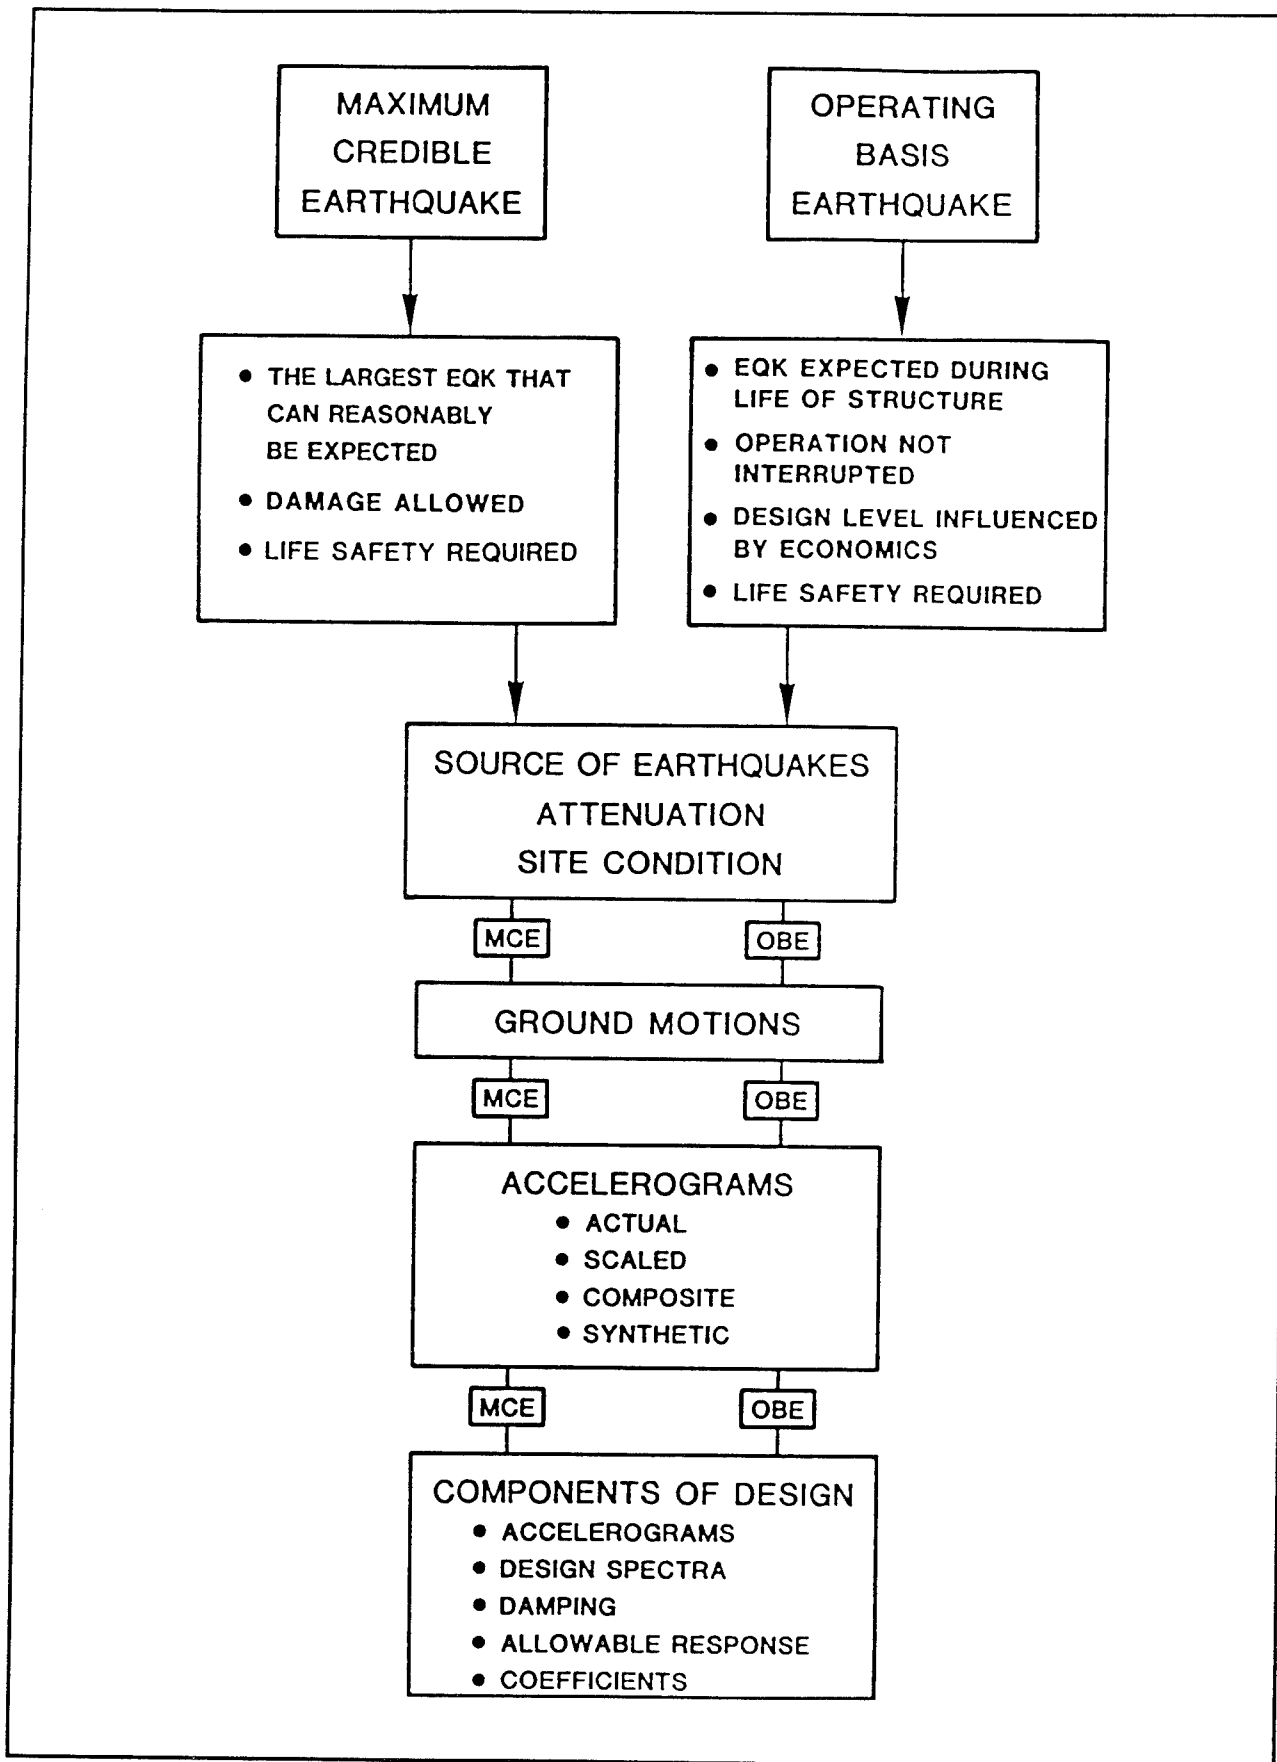 MAXIMUM
CREDIBLE
EARTHQUAKE
OPERATING
BASIS
EARTHQUAKE
● THE LARGEST EQK THAT
CAN REASONABLY
BE EXPECTED
● DAMAGE ALLOWED
● LIFE SAFETY REQUIRED
● EQK EXPECTED DURING
LIFE OF STRUCTURE
● OPERATION NOT
INTERRUPTED
● DESIGN LEVEL INFLUENCED
BY ECONOMICS
● LIFE SAFETY REQUIRED
SOURCE OF EARTHQUAKES
ATTENUATION
SITE CONDITION
MCE
OBE
GROUND MOTIONS
MCE
OBE
ACCELEROGRAMS
● ACTUAL
● SCALED
● COMPOSITE
● SYNTHETIC
MCE
OBE
COMPONENTS OF DESIGN
● ACCELEROGRAMS
● DESIGN SPECTRA
● DAMPING
● ALLOWABLE RESPONSE
● COEFFICIENTS